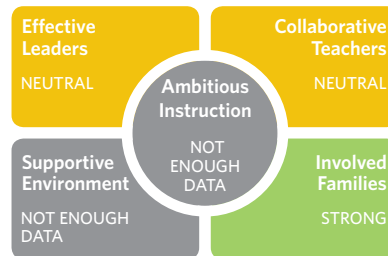 Effective
Leaders
NEUTRAL
Collaborative
Teachers
NEUTRAL
Ambitious
Instruction
NOT
ENOUGH
DATA
Supportive
Environment
NOT ENOUGH
DATA
Involved
Families
STRONG